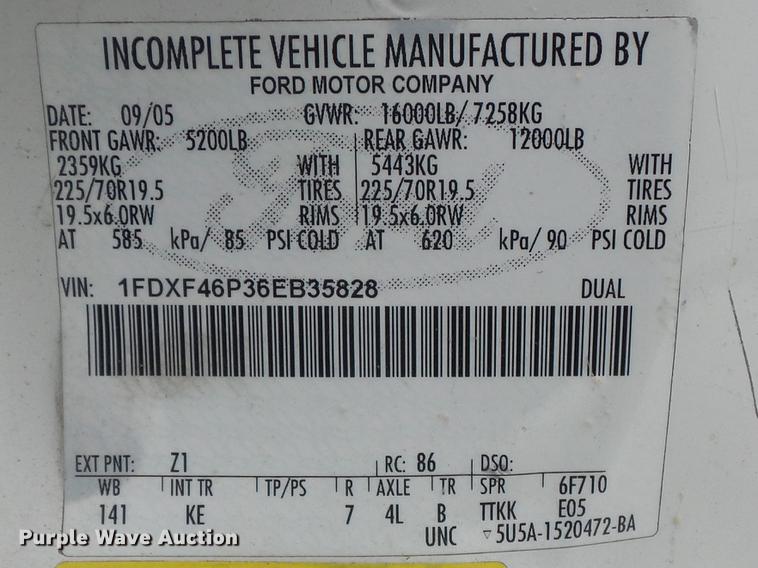 INCOMPLETE VEHICLE MANUFACTURED BY
FORD MOTOR COMPANY
DATE: 09/05 GVWR: 16000LB/ 7258KG
FRONT GAWR: 5200LB REAR GAWR: 12000LB
2359KG WITH 5443KG WITH
225/70R19.5 TIRES 225/70R19.5 TIRES
19.5x6.0RW RIMS 19.5x6.0RW RIMS
AT 585 kPa/ 85 PSI COLD AT 620 kPa/ 90 PSI COLD
VIN: 1FDXF46P36EB35828 DUAL
EXT PNT: Z1 RC: 86 DSO:
WB INT TR TP/PS R AXLE TR SPR 6F710
141 KE 7 4L B TTKK E05
UNC ▽5U5A-1520472-BA
Purple Wave Auction